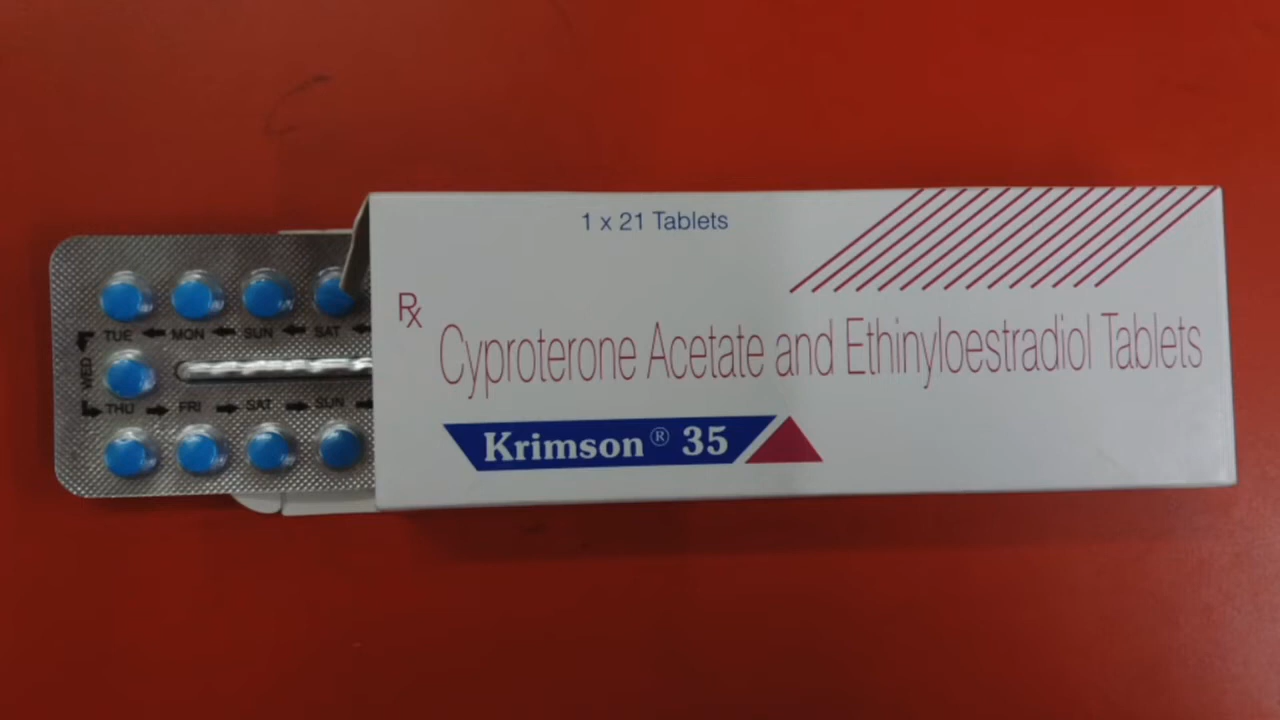 1 x 21 Tablets
Rx
Cyproterone Acetate and Ethinyloestradiol Tablets
Krimson® 35
TUE MON SUN SAT
WED
THU FRI SAT SUN